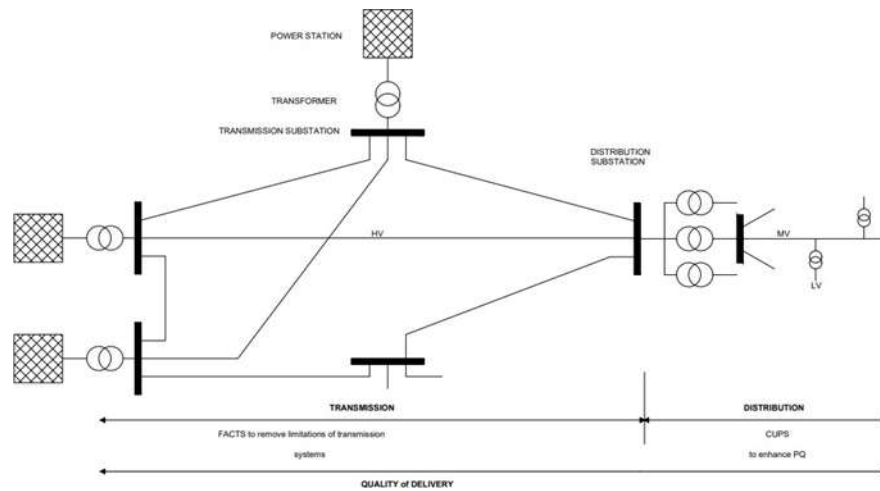 POWER STATION
TRANSFORMER
TRANSMISSION SUBSTATION
DISTRIBUTION
SUBSTATION
HV
MV
LV
TRANSMISSION
DISTRIBUTION
FACTS to remove limitations of transmission
systems
CUPS
to enhance PQ
QUALITY of DELIVERY